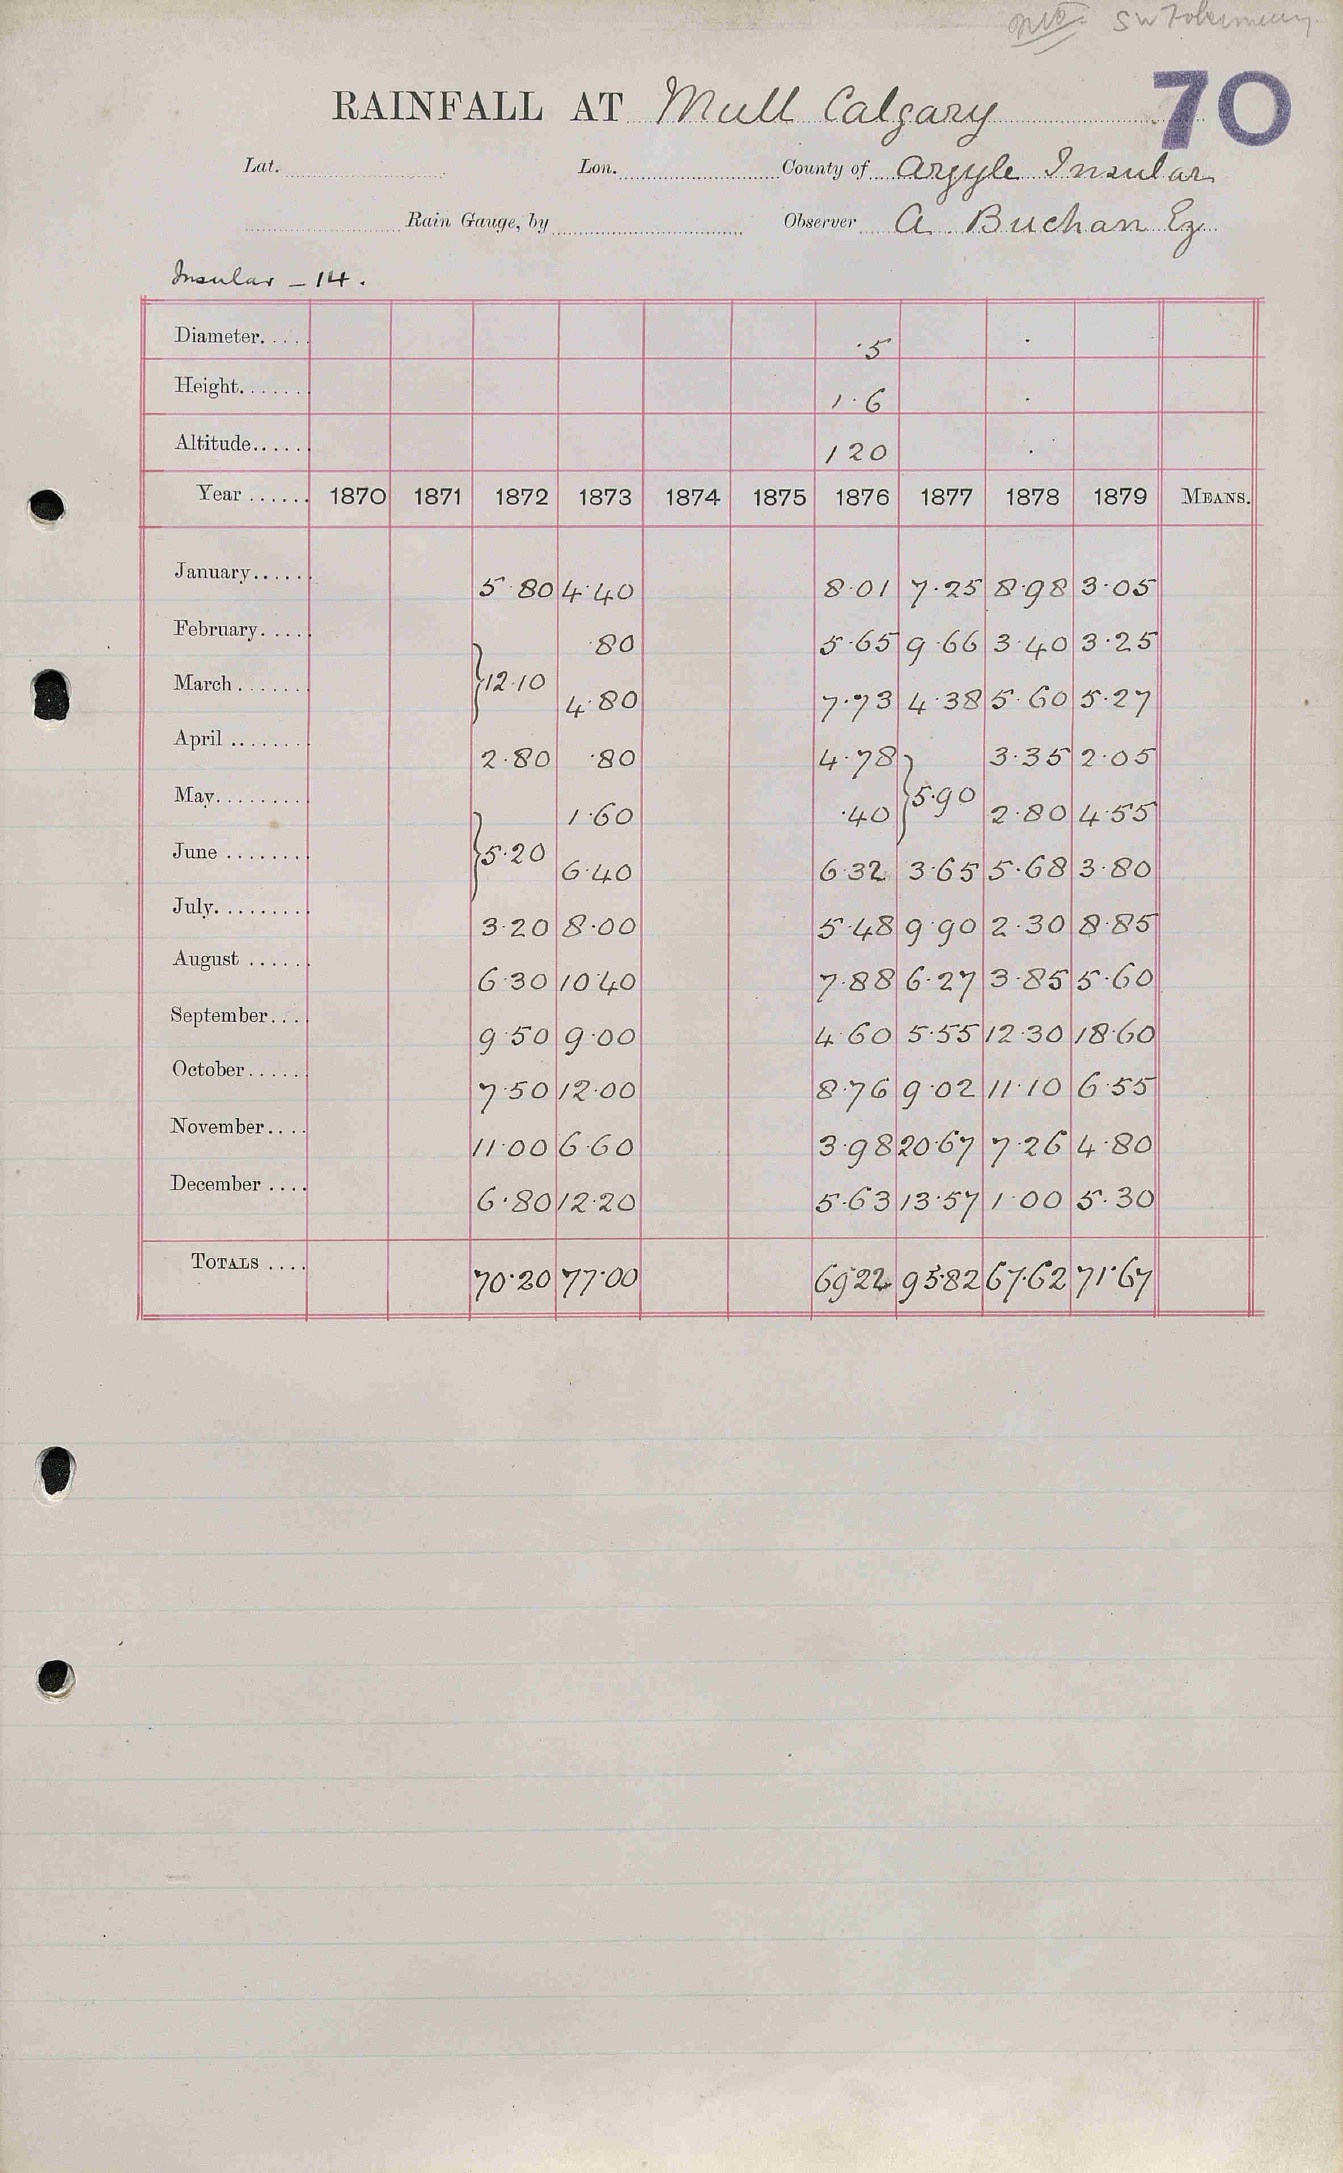 SW Tobermory
RAINFALL AT Mull Calgary 70
Lat. Lon. County of Argyle Insular
Rain Gauge, by Observer A. Buchan Ez
Insular - 14.
Diameter..... ·5 ·
Height....... 1·6 ·
Altitude...... 120 ·
Year ...... 1870 1871 1872 1873 1874 1875 1876 1877 1878 1879 MEANS.
January...... 5·80 4·40 8·01 7·25 8·98 3·05
February..... ·80 5·65 9·66 3·40 3·25
March ....... }12·10 4·80 7·73 4·38 5·60 5·27
April ........ 2·80 ·80 4·78 3·35 2·05
May......... 1·60 ·40 }5·90 2·80 4·55
June ........ }5·20 6·40 6·32 3·65 5·68 3·80
July......... 3·20 8·00 5·48 9·90 2·30 8·85
August ...... 6·30 10·40 7·88 6·27 3·85 5·60
September.... 9·50 9·00 4·60 5·55 12·30 18·60
October...... 7·50 12·00 8·76 9·02 11·10 6·55
November.... 11·00 6·60 3·98 20·67 7·26 4·80
December .... 6·80 12·20 5·63 13·57 1·00 5·30
TOTALS .... 70·20 77·00 69·22 95·82 67·62 71·67